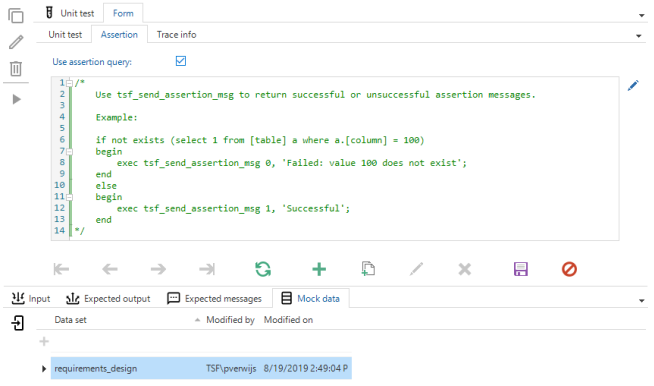 Unit test Form
Unit test Assertion Trace info
Use assertion query:
1 /*
2 Use tsf_send_assertion_msg to return successful or unsuccessful assertion messages.
3
4 Example:
5
6 if not exists (select 1 from [table] a where a.[column] = 100)
7 begin
8 exec tsf_send_assertion_msg 0, 'Failed: value 100 does not exist';
9 end
10 else
11 begin
12 exec tsf_send_assertion_msg 1, 'Successful';
13 end
14 */
Input Expected output Expected messages Mock data
Data set Modified by Modified on
requirements_design TSF\pverwijs 8/19/2019 2:49:04 P